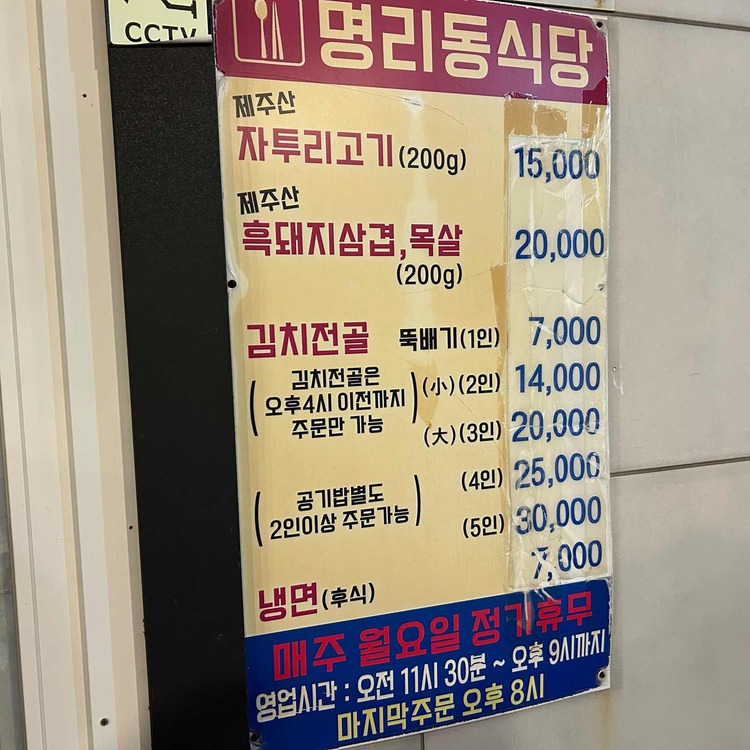 CCTV
명리동식당
제주산
자투리고기(200g) 15,000
제주산
흑돼지삼겹,목살 20,000
(200g)
김치전골 뚝배기(1인) 7,000
(김치전골은
오후4시 이전까지
주문만 가능)
(小)(2인) 14,000
(大)(3인) 20,000
(4인) 25,000
(공기밥별도
2인이상 주문가능)
(5인) 30,000
7,000
냉면(후식)
매주 월요일 정기휴무
영업시간 : 오전 11시 30분 ~ 오후 9시까지
마지막주문 오후 8시